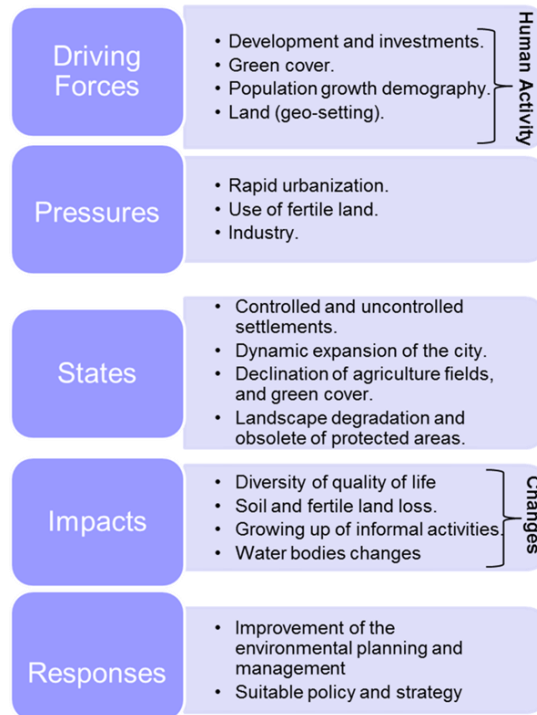 Driving
Forces
• Development and investments.
• Green cover.
• Population growth demography.
• Land (geo-setting).
Human Activity
Pressures
• Rapid urbanization.
• Use of fertile land.
• Industry.
States
• Controlled and uncontrolled
settlements.
• Dynamic expansion of the city.
• Declination of agriculture fields,
and green cover.
• Landscape degradation and
obsolete of protected areas.
Impacts
• Diversity of quality of life
• Soil and fertile land loss.
• Growing up of informal activities.
• Water bodies changes
Changes
Responses
• Improvement of the
environmental planning and
management
• Suitable policy and strategy